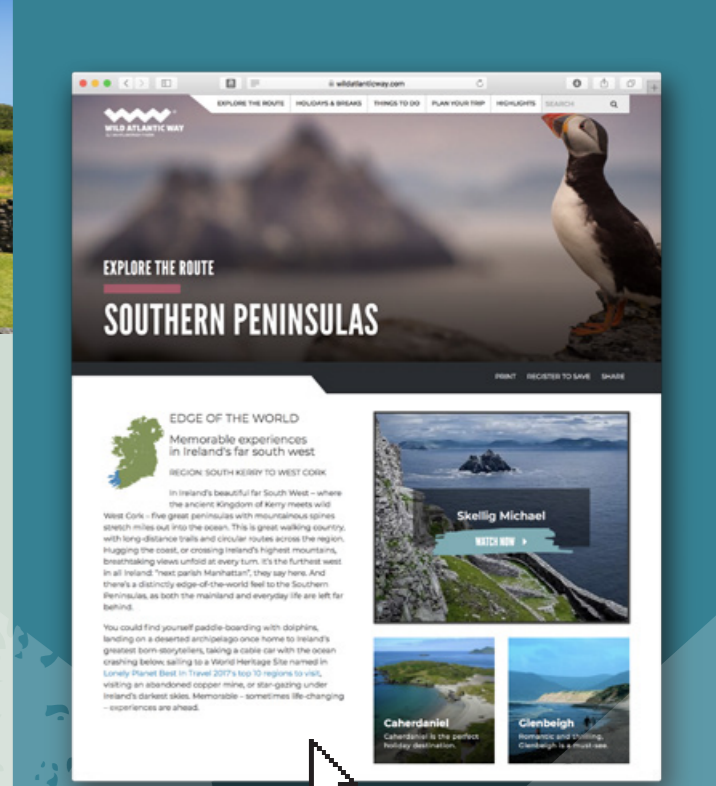 wildatlanticway.com
EXPLORE THE ROUTE HOLIDAYS & BREAKS THINGS TO DO PLAN YOUR TRIP HIGHLIGHTS SEARCH
WILD ATLANTIC WAY
EXPLORE THE ROUTE
SOUTHERN PENINSULAS
PRINT REGISTER TO SAVE SHARE
EDGE OF THE WORLD
Memorable experiences
in Ireland's far south west
REGION: SOUTH KERRY TO WEST CORK
In Ireland's beautiful far South West – where
the ancient Kingdom of Kerry meets wild
West Cork – five great peninsulas with mountainous spines
stretch miles out into the ocean. This is great walking country,
with long-distance trails and circular routes across the region.
Hugging the coast, or crossing Ireland's highest mountains,
breathtaking views unfold at every turn. It's the furthest west
in all Ireland: "next parish Manhattan", they say here. And
there's a distinctly edge-of-the-world feel to the Southern
Peninsulas, as both the mainland and everyday life are left far
behind.
You could find yourself paddle-boarding with dolphins,
landing on a deserted archipelago once home to Ireland's
greatest born-storytellers, taking a cable car with the ocean
crashing below, sailing to a World Heritage Site named in
Lonely Planet Best In Travel 2017's top 10 regions to visit,
visiting an abandoned copper mine, or star-gazing under
Ireland's darkest skies. Memorable – sometimes life-changing
– experiences are ahead.
Skellig Michael
WATCH NOW
Caherdaniel
Caherdaniel is the perfect
holiday destination.
Glenbeigh
Romantic and thrilling,
Glenbeigh is a must-see.